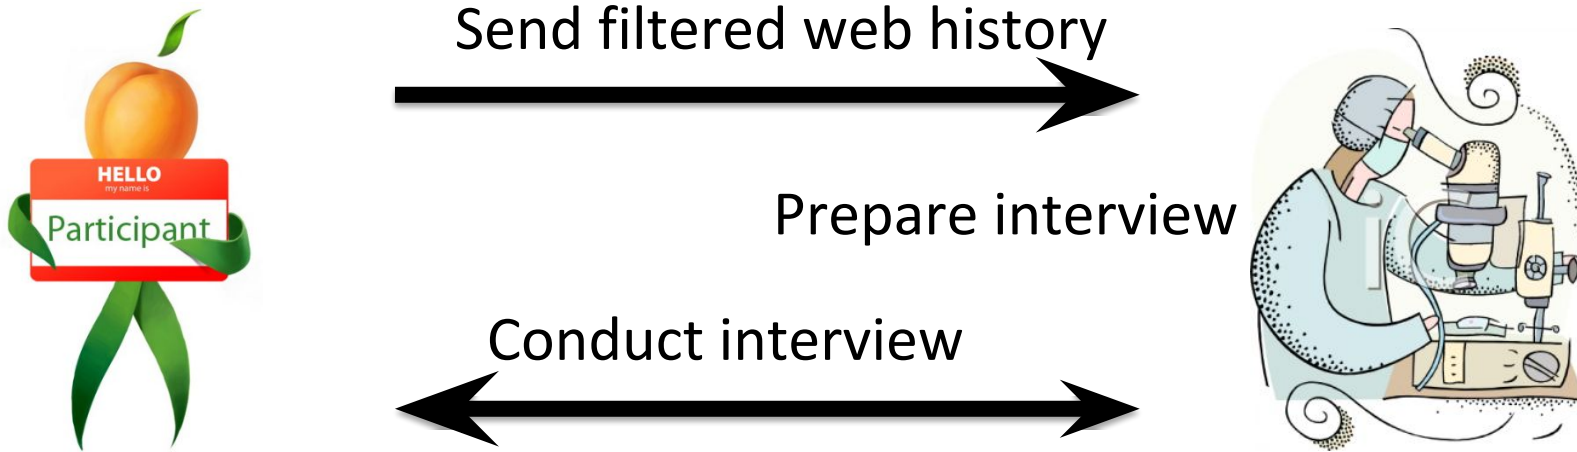 Send filtered web history
HELLO
my name is
Participant
Prepare interview
Conduct interview